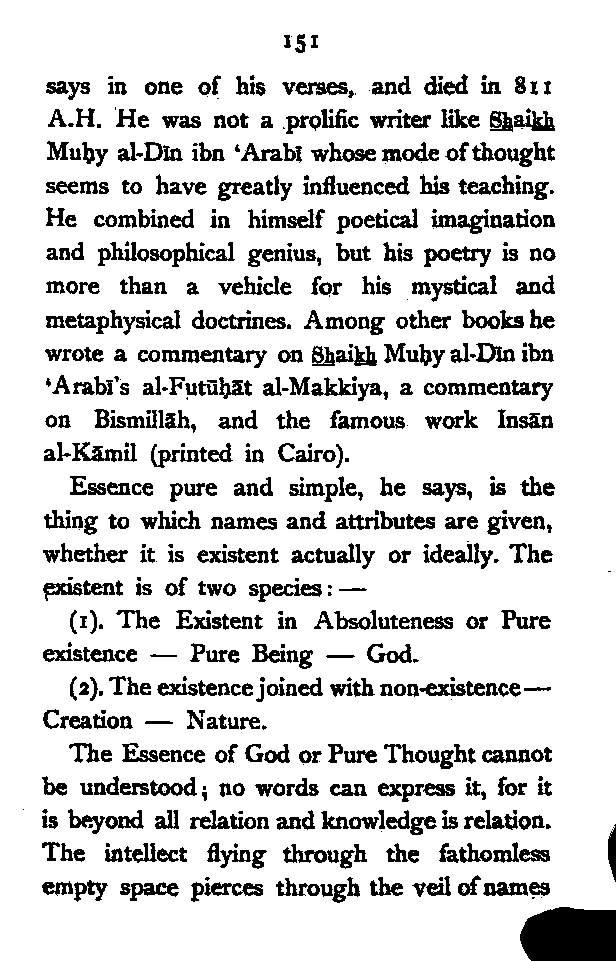 151
says in one of his verses, and died in 811
A.H. He was not a prolific writer like Shaikh
Muḥy al-Dīn ibn ‘Arabī whose mode of thought
seems to have greatly influenced his teaching.
He combined in himself poetical imagination
and philosophical genius, but his poetry is no
more than a vehicle for his mystical and
metaphysical doctrines. Among other books he
wrote a commentary on Shaikh Muḥy al-Dīn ibn
‘Arabī's al-Futūḥāt al-Makkiya, a commentary
on Bismillāh, and the famous work Insān
al-Kāmil (printed in Cairo).
Essence pure and simple, he says, is the
thing to which names and attributes are given,
whether it is existent actually or ideally. The
existent is of two species: —
(1). The Existent in Absoluteness or Pure
existence — Pure Being — God.
(2). The existence joined with non-existence—
Creation — Nature.
The Essence of God or Pure Thought cannot
be understood; no words can express it, for it
is beyond all relation and knowledge is relation.
The intellect flying through the fathomless
empty space pierces through the veil of names